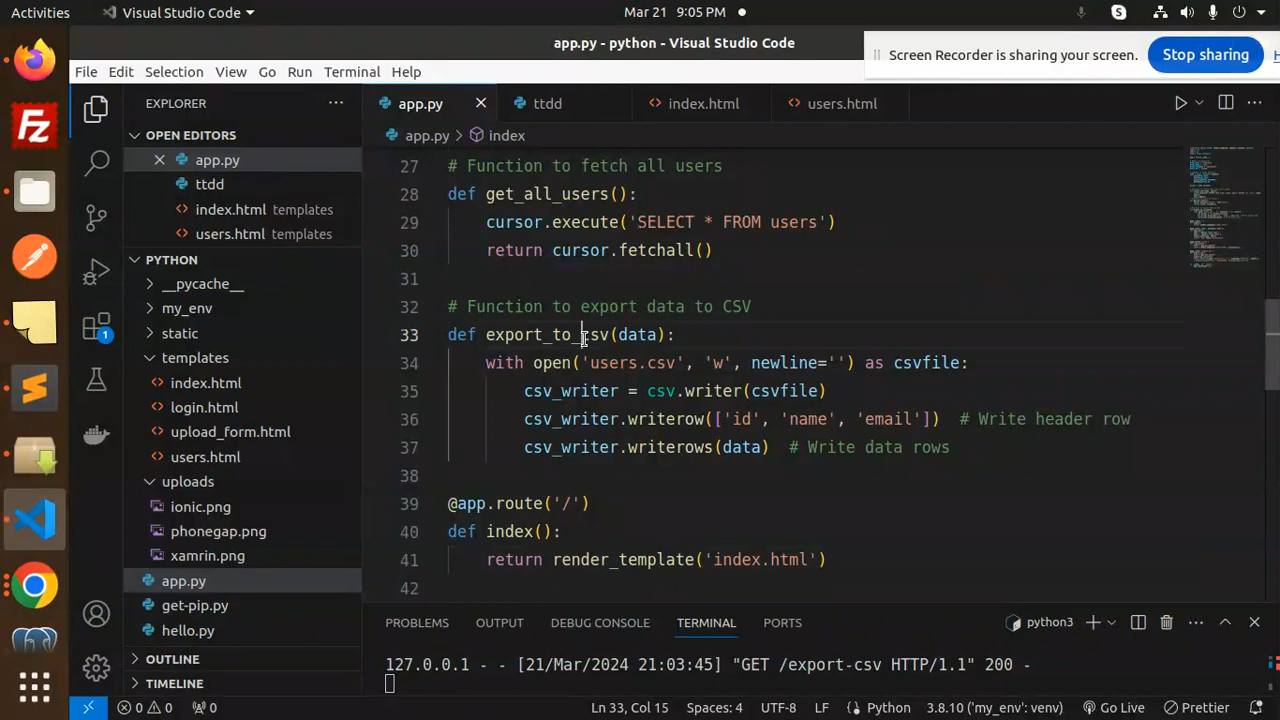 Activities
Visual Studio Code
Mar 21 9:05 PM
app.py - python - Visual Studio Code
Screen Recorder is sharing your screen.
Stop sharing
File Edit Selection View Go Run Terminal Help
EXPLORER
OPEN EDITORS
app.py
ttdd
index.html templates
users.html templates
PYTHON
__pycache__
my_env
static
templates
index.html
login.html
upload_form.html
users.html
uploads
ionic.png
phonegap.png
xamrin.png
app.py
get-pip.py
hello.py
OUTLINE
TIMELINE
1
app.py
ttdd
index.html
users.html
app.py > index
27 # Function to fetch all users
28 def get_all_users():
29 cursor.execute('SELECT * FROM users')
30 return cursor.fetchall()
31
32 # Function to export data to CSV
33 def export_to_csv(data):
34 with open('users.csv', 'w', newline='') as csvfile:
35 csv_writer = csv.writer(csvfile)
36 csv_writer.writerow(['id', 'name', 'email']) # Write header row
37 csv_writer.writerows(data) # Write data rows
38
39 @app.route('/')
40 def index():
41 return render_template('index.html')
42
PROBLEMS OUTPUT DEBUG CONSOLE TERMINAL PORTS
python3
127.0.0.1 - - [21/Mar/2024 21:03:45] "GET /export-csv HTTP/1.1" 200 -
0 0 0 Ln 33, Col 15 Spaces: 4 UTF-8 LF Python 3.8.10 ('my_env': venv) Go Live Prettier